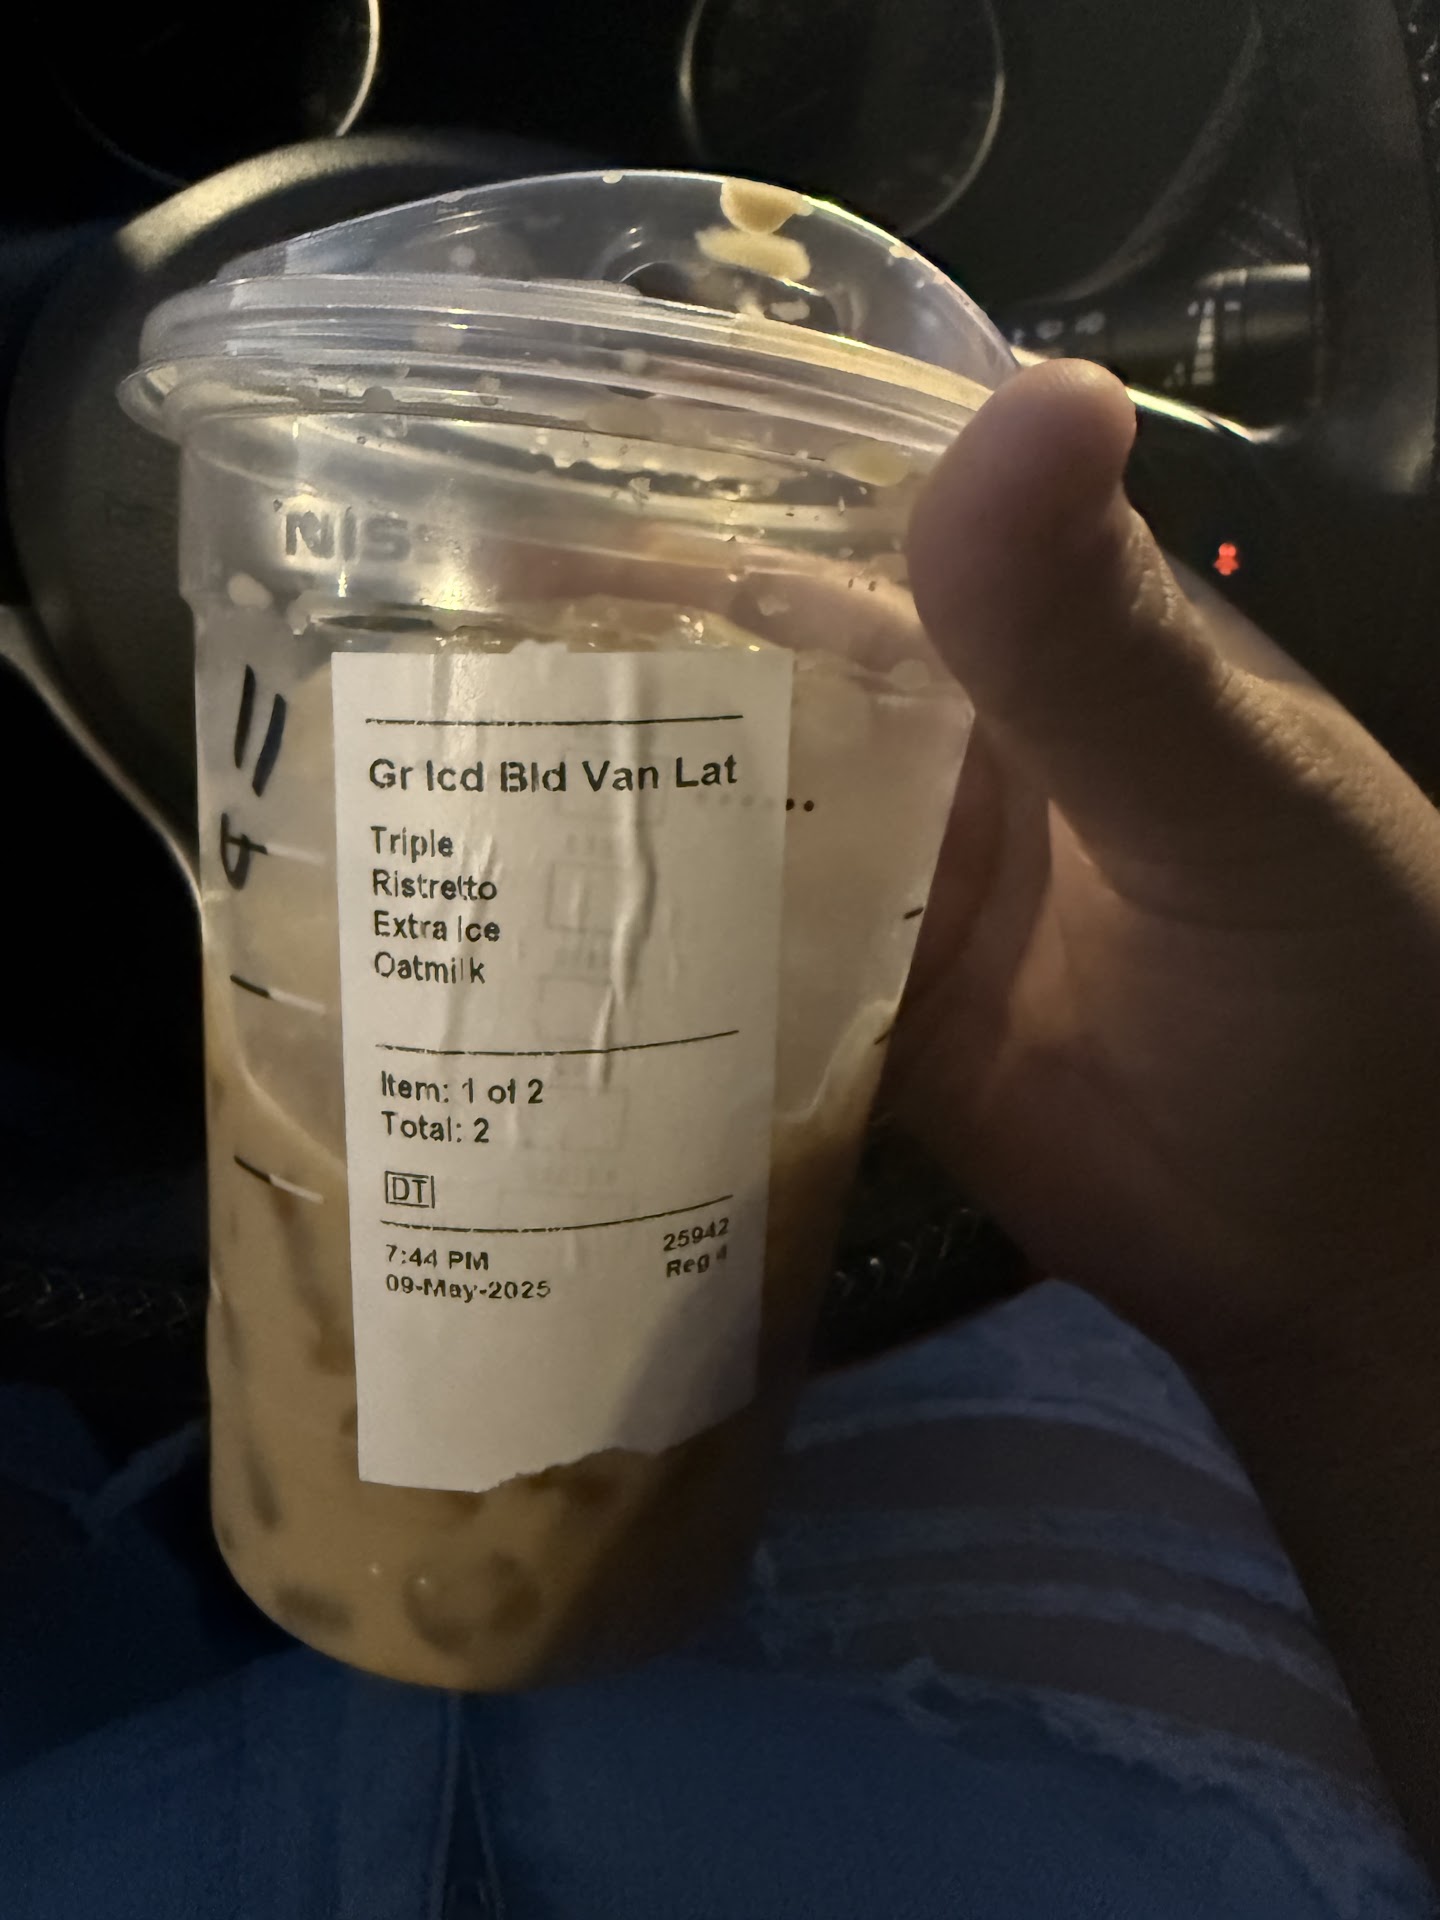 NIS
Gr Icd Bld Van Lat
Triple
Ristretto
Extra Ice
Oatmilk
Item: 1 of 2
Total: 2
DT
7:44 PM 25942
09-May-2025 Reg 4